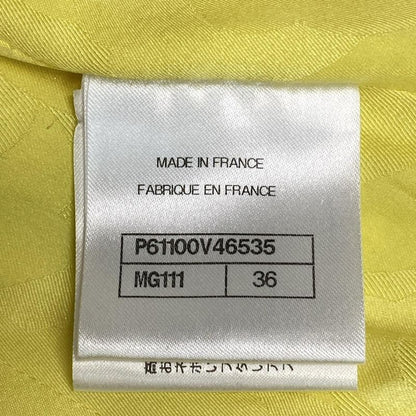 MADE IN FRANCE
FABRIQUE EN FRANCE
P61100V46535
MG111 36